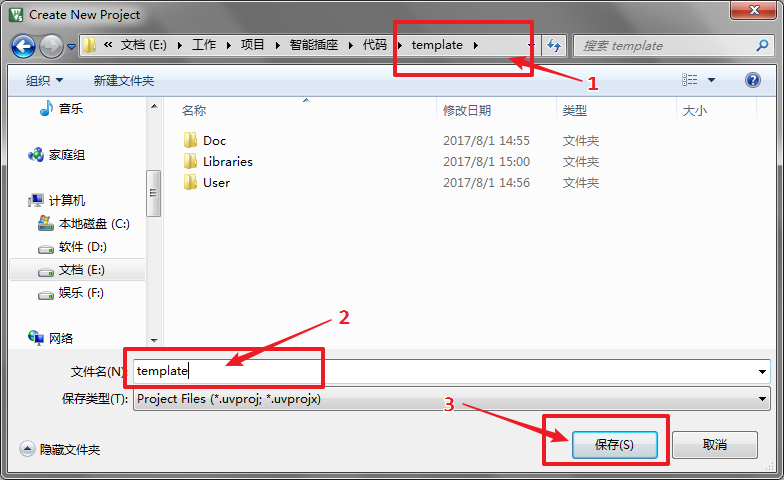 Create New Project
« 文档 (E:) 工作 项目 智能插座 代码 template 搜索 template
1
组织 新建文件夹
音乐
家庭组
计算机
本地磁盘 (C:)
软件 (D:)
文档 (E:)
娱乐 (F:)
网络
名称 修改日期 类型 大小
Doc 2017/8/1 14:55 文件夹
Libraries 2017/8/1 15:00 文件夹
User 2017/8/1 14:56 文件夹
2
文件名(N): template
保存类型(T): Project Files (*.uvproj; *.uvprojx)
3
隐藏文件夹 保存(S) 取消